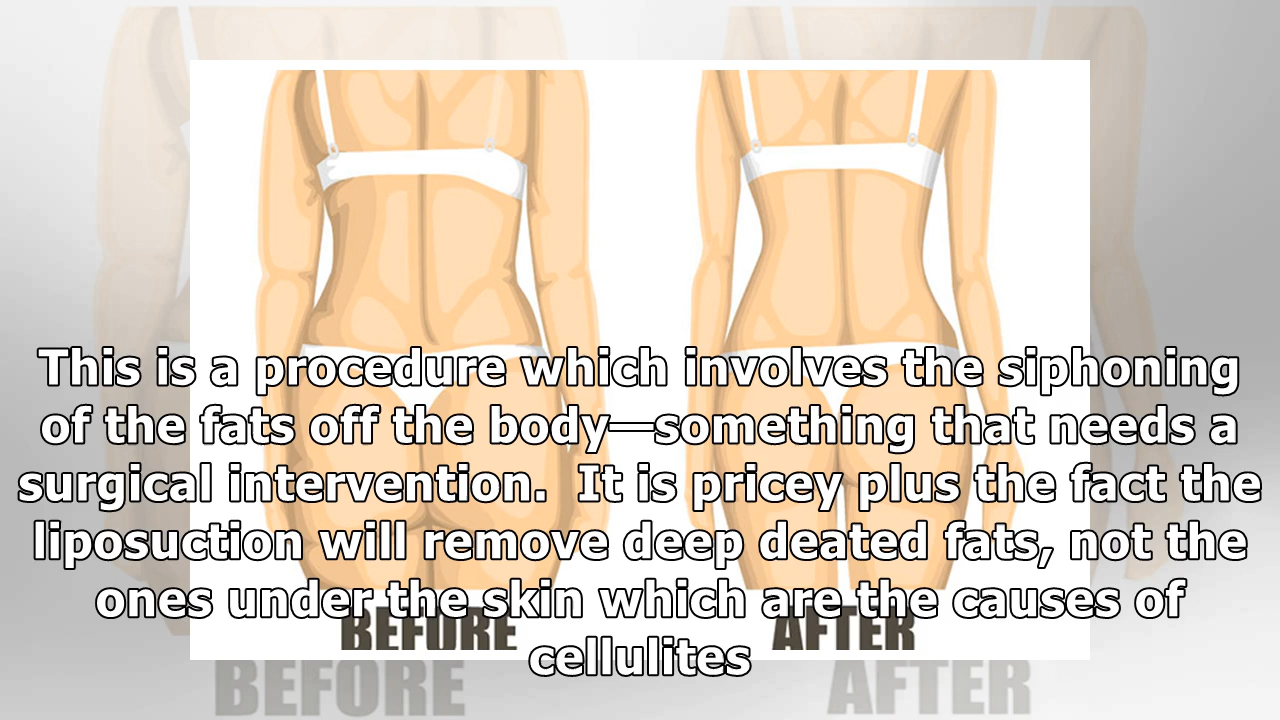 This is a procedure which involves the siphoning
of the fats off the body—something that needs a
surgical intervention.  It is pricey plus the fact the
liposuction will remove deep deated fats, not the
ones under the skin which are the causes of
cellulites
BEFORE AFTER
BEFORE AFTER